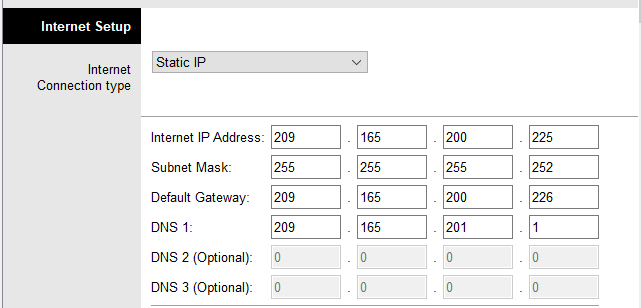 Internet Setup
Internet
Connection type
Static IP
Internet IP Address: 209 . 165 . 200 . 225
Subnet Mask: 255 . 255 . 255 . 252
Default Gateway: 209 . 165 . 200 . 226
DNS 1: 209 . 165 . 201 . 1
DNS 2 (Optional): 0 . 0 . 0 . 0
DNS 3 (Optional): 0 . 0 . 0 . 0